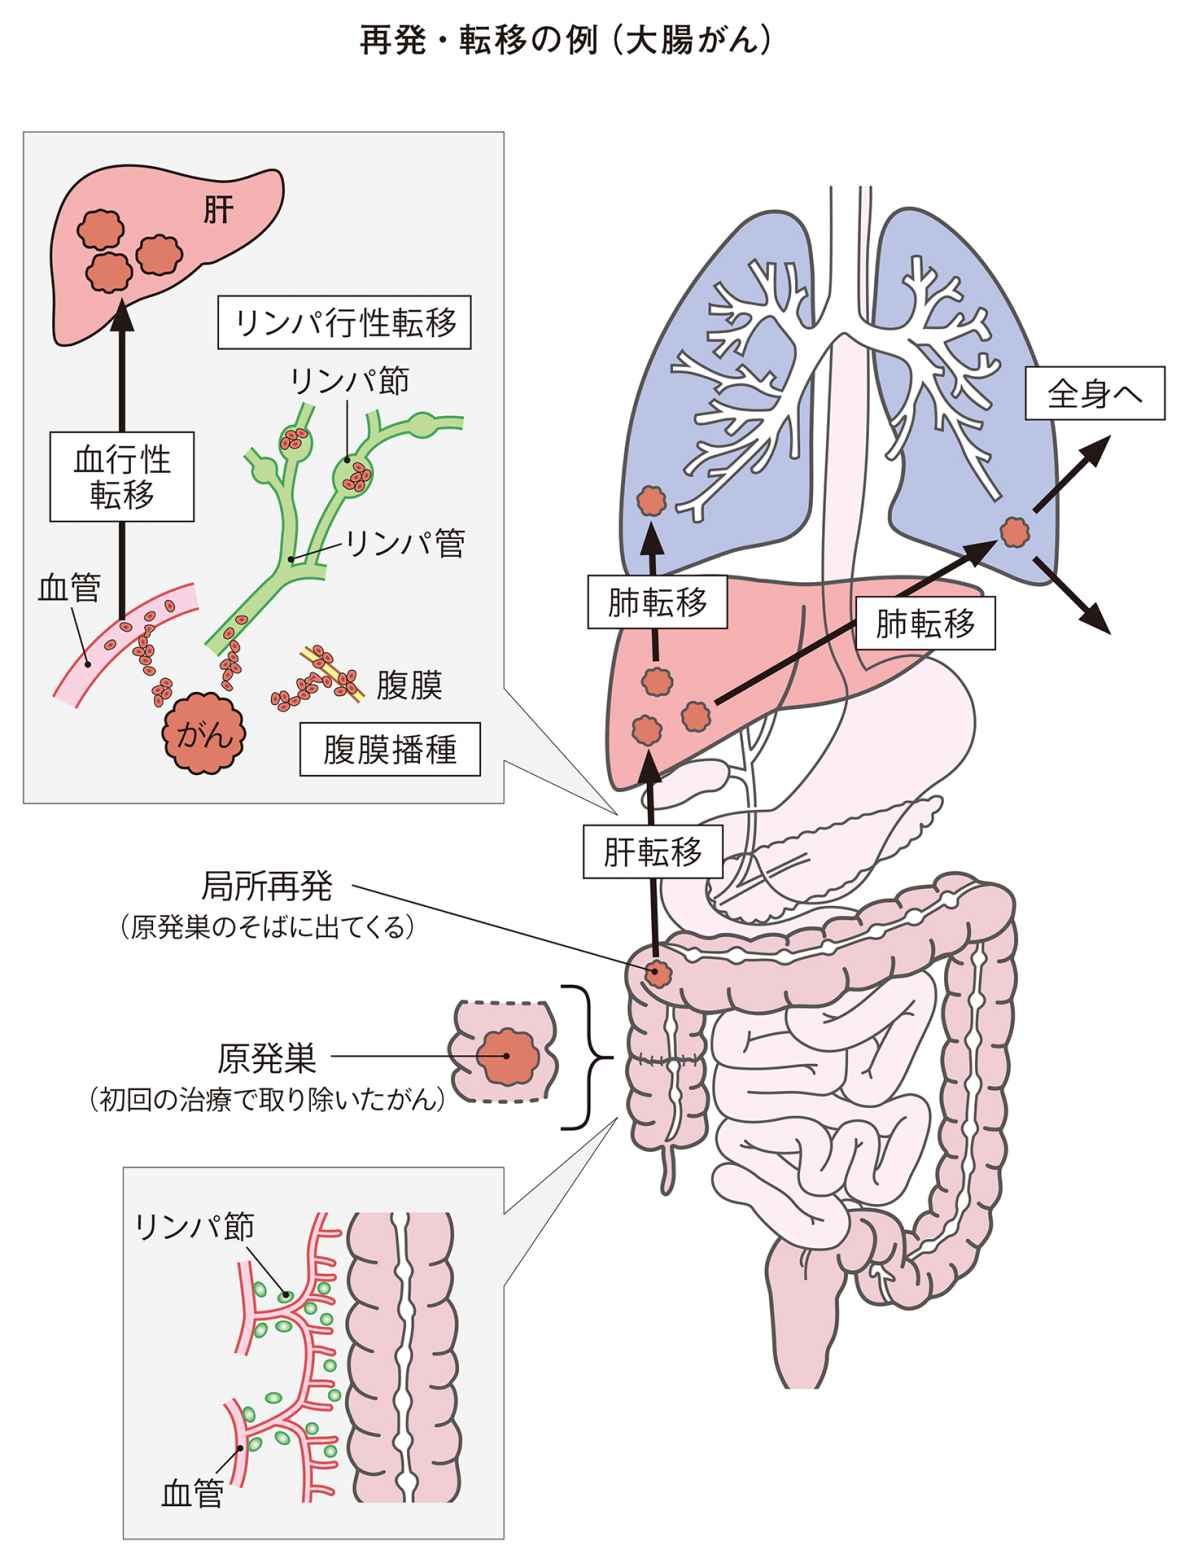 再発・転移の例（大腸がん）
肝
リンパ行性転移
リンパ節
血行性
転移
リンパ管
血管
がん
腹膜
腹膜播種
全身へ
肺転移
肺転移
肝転移
局所再発
（原発巣のそばに出てくる）
原発巣
（初回の治療で取り除いたがん）
リンパ節
血管